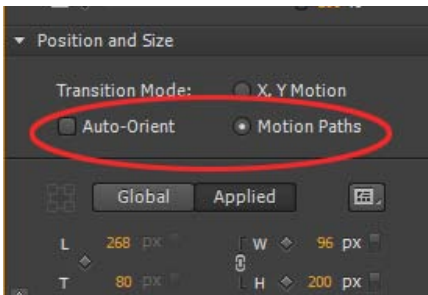 Position and Size
Transition Mode: X, Y Motion
Auto-Orient Motion Paths
Global Applied
L 268 px W 96 px
T 80 px H 200 px